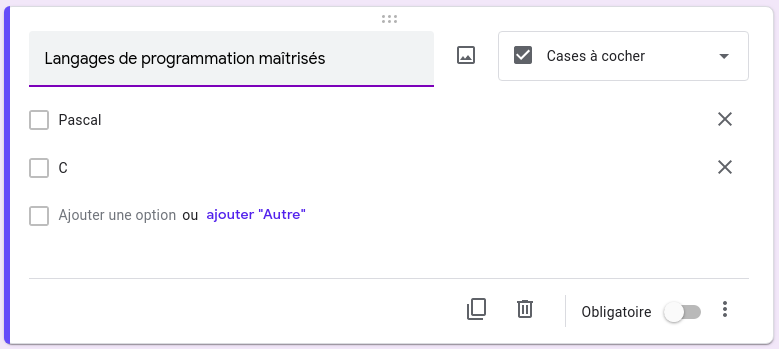 Langages de programmation maîtrisés
Cases à cocher
Pascal
C
Ajouter une option ou ajouter "Autre"
Obligatoire